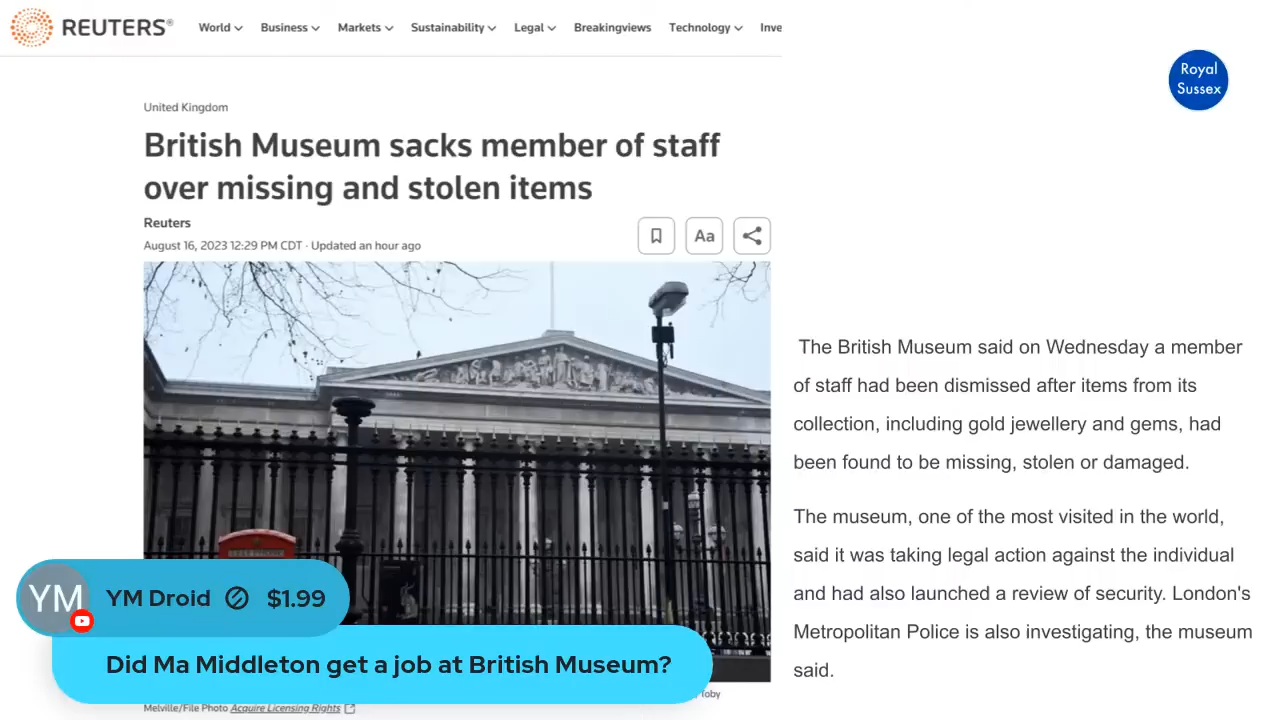 REUTERS®
World Business Markets Sustainability Legal Breakingviews Technology Inve
Royal
Sussex
United Kingdom
British Museum sacks member of staff
over missing and stolen items
Reuters
August 16, 2023 12:29 PM CDT · Updated an hour ago
Aa
The British Museum said on Wednesday a member
of staff had been dismissed after items from its
collection, including gold jewellery and gems, had
been found to be missing, stolen or damaged.
The museum, one of the most visited in the world,
said it was taking legal action against the individual
and had also launched a review of security. London's
Metropolitan Police is also investigating, the museum
said.
YM
YM Droid $1.99
Did Ma Middleton get a job at British Museum?
Toby
Melville/File Photo Acquire Licensing Rights